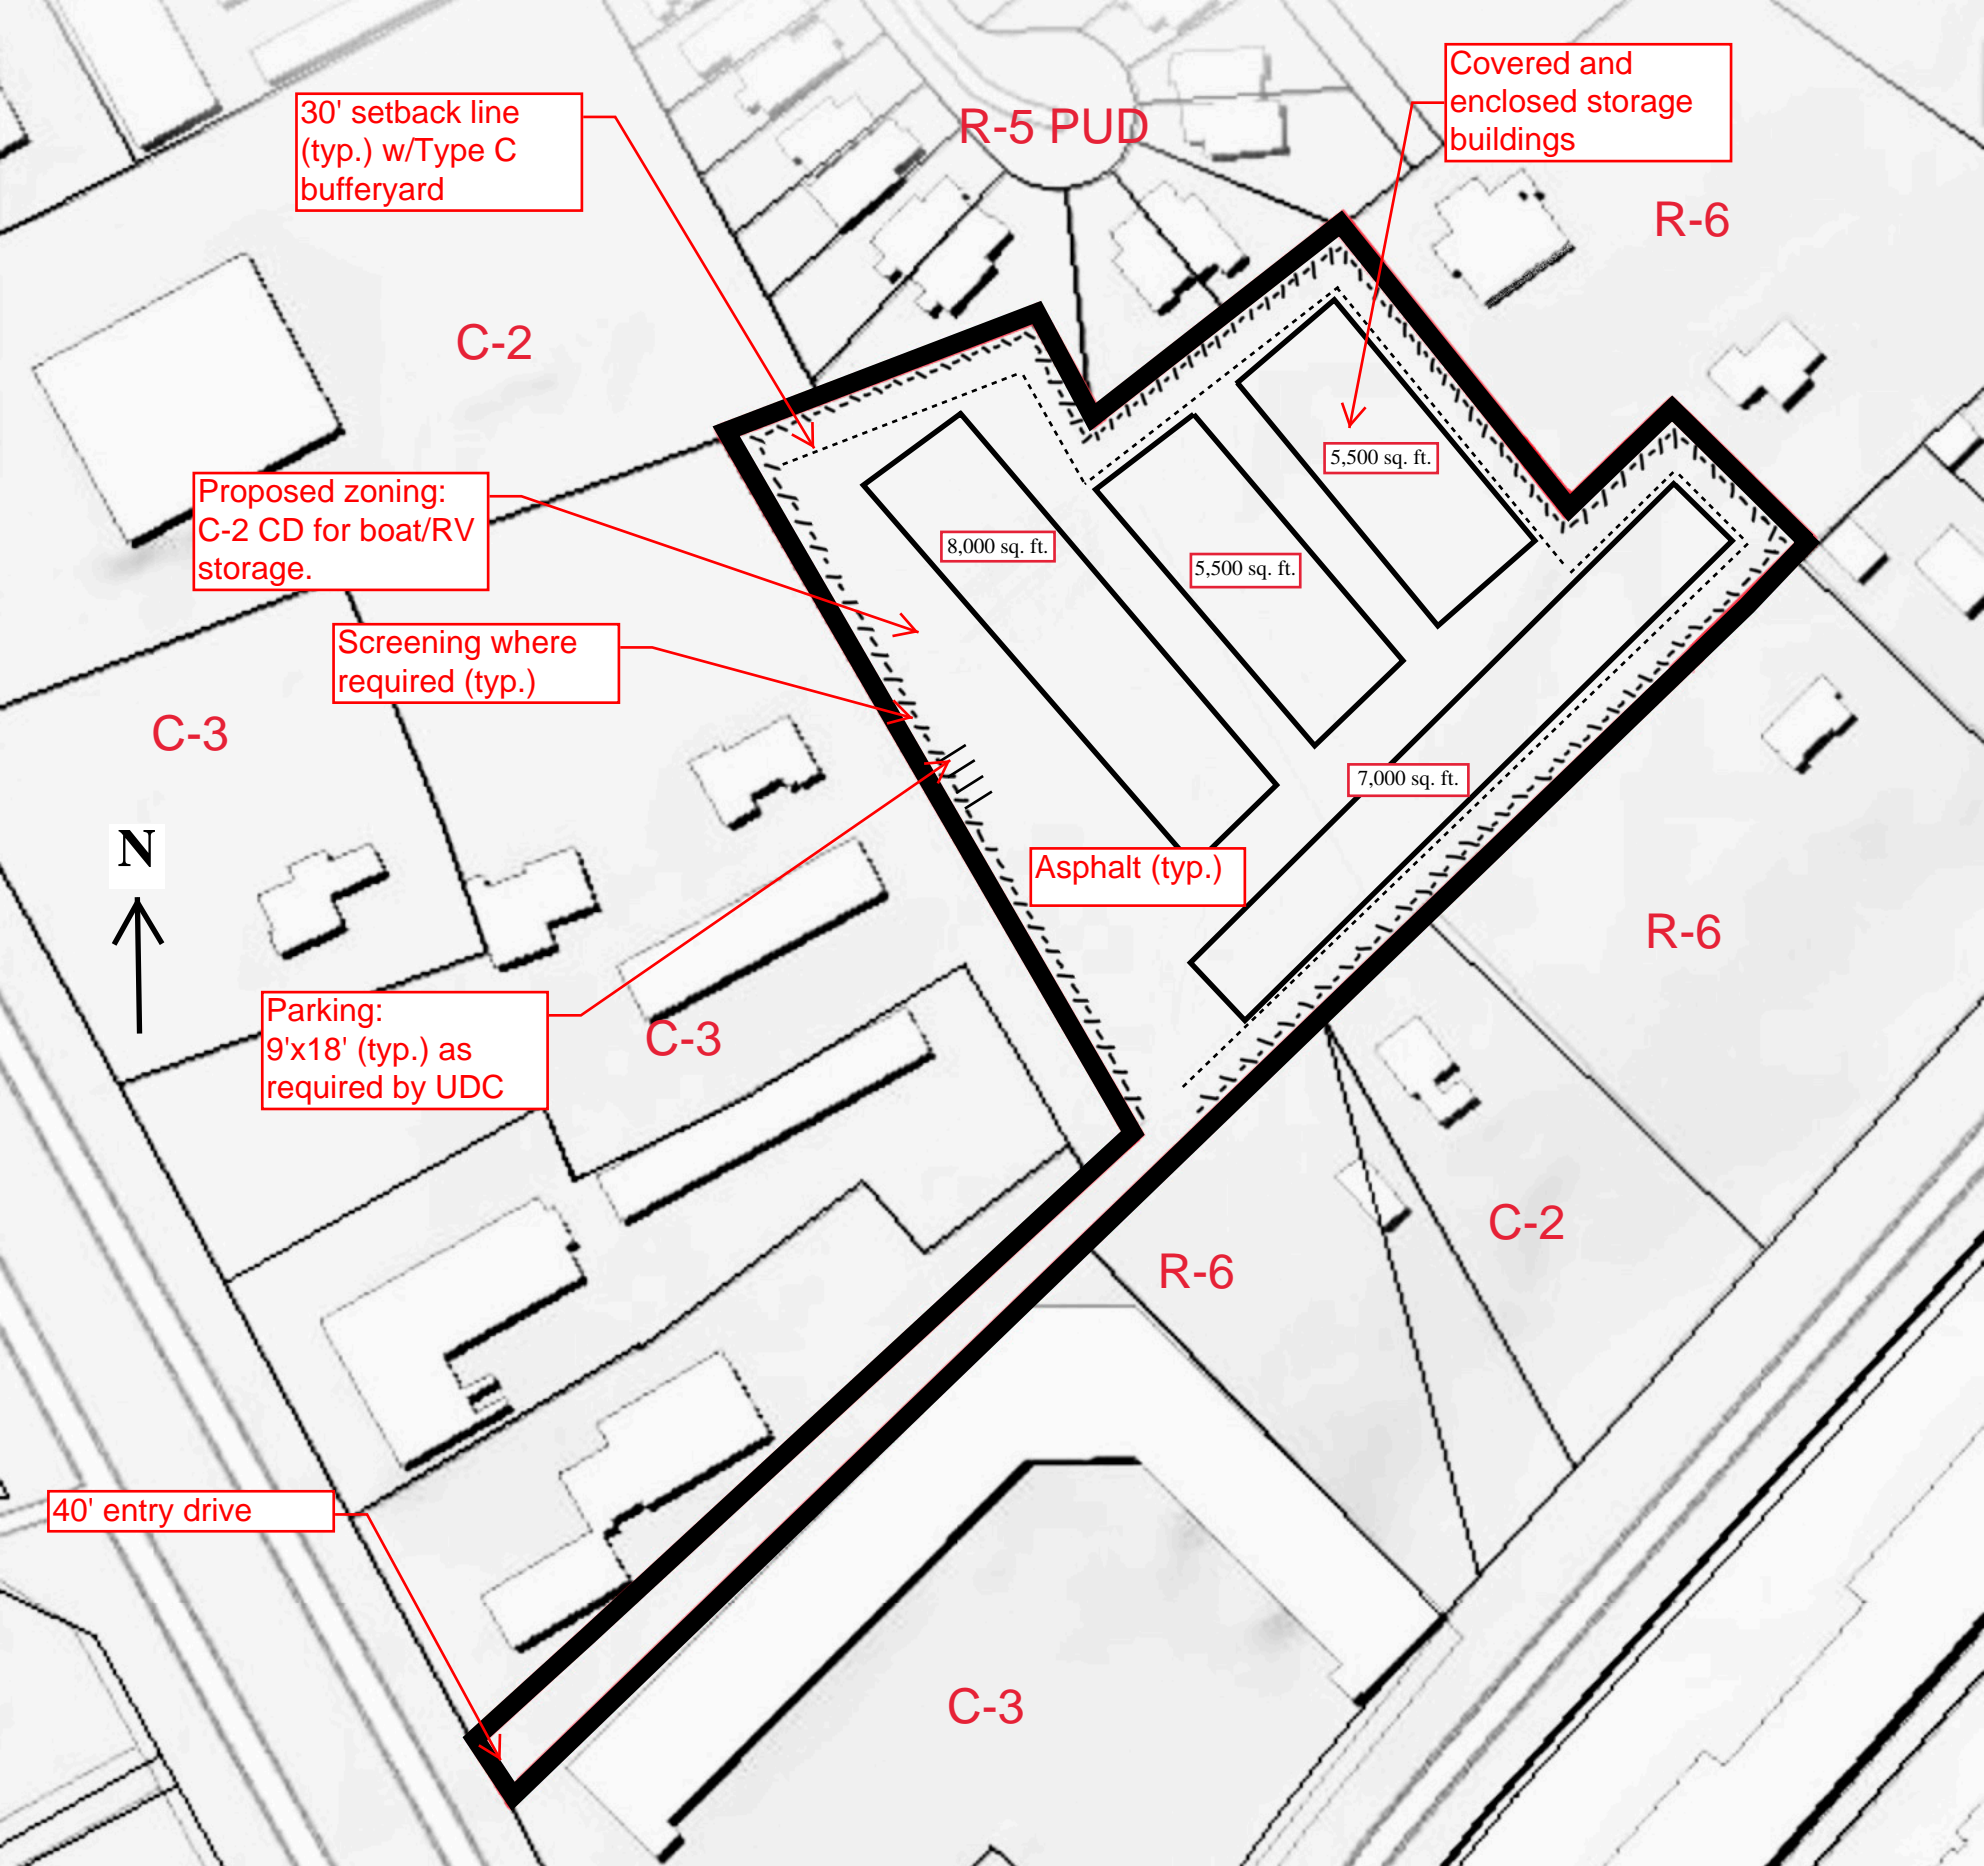 Covered and
enclosed storage
buildings
30' setback line
(typ.) w/Type C
bufferyard
R-5 PUD
R-6
C-2
5,500 sq. ft.
Proposed zoning:
C-2 CD for boat/RV
storage.
8,000 sq. ft.
5,500 sq. ft.
Screening where
required (typ.)
C-3
7,000 sq. ft.
N
Asphalt (typ.)
R-6
Parking:
9'x18' (typ.) as
required by UDC
C-3
C-2
R-6
40' entry drive
C-3